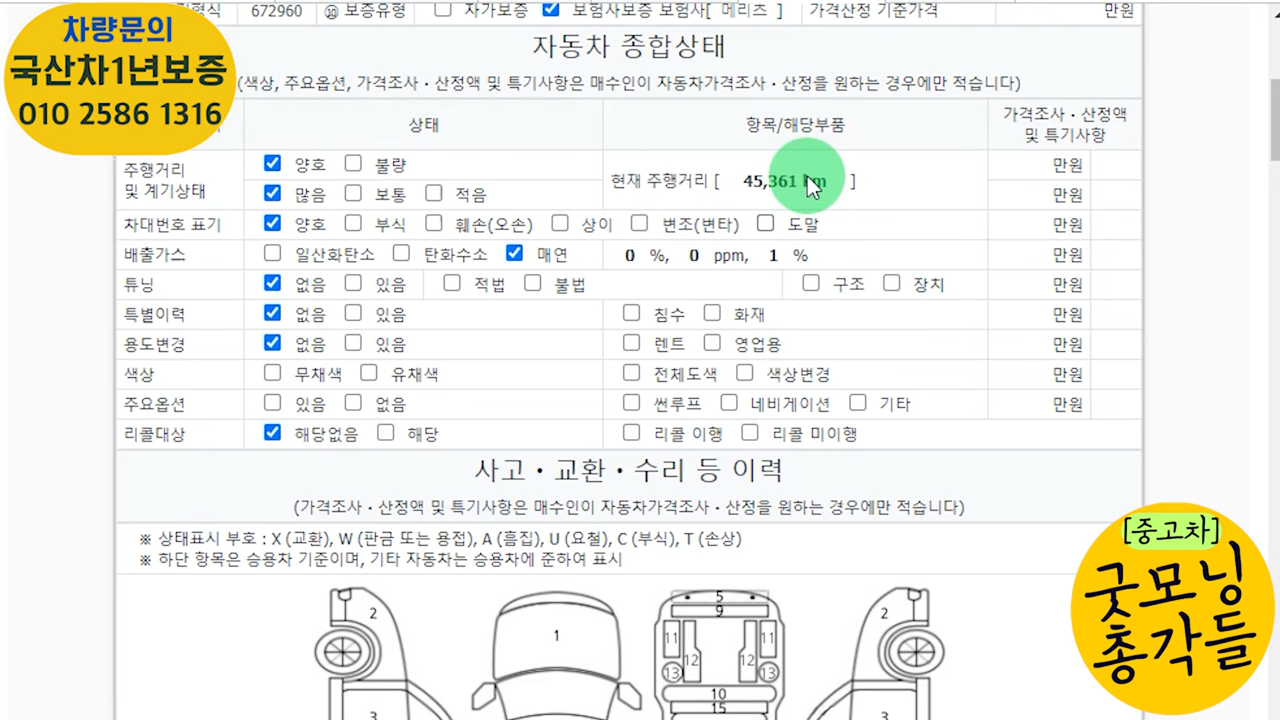 차량문의
국산차1년보증
010 2586 1316
형식 672960 ⑩ 보증유형 자가보증 보험사보증 보험사[ 메리츠 ] 가격산정 기준가격 만원
자동차 종합상태
(색상, 주요옵션, 가격조사・산정액 및 특기사항은 매수인이 자동차가격조사・산정을 원하는 경우에만 적습니다)
상태 항목/해당부품 가격조사・산정액
및 특기사항
주행거리
및 계기상태
양호 불량 만원
현재 주행거리 [ 45,361 km ]
많음 보통 적음 만원
차대번호 표기 양호 부식 훼손(오손) 상이 변조(변타) 도말 만원
배출가스 일산화탄소 탄화수소 매연 0 %, 0 ppm, 1 % 만원
튜닝 없음 있음 적법 불법 구조 장치 만원
특별이력 없음 있음 침수 화재 만원
용도변경 없음 있음 렌트 영업용 만원
색상 무채색 유채색 전체도색 색상변경 만원
주요옵션 있음 없음 썬루프 네비게이션 기타 만원
리콜대상 해당없음 해당 리콜 이행 리콜 미이행
사고・교환・수리 등 이력
(가격조사・산정액 및 특기사항은 매수인이 자동차가격조사・산정을 원하는 경우에만 적습니다)
※ 상태표시 부호 : X (교환), W (판금 또는 용접), A (흠집), U (요철), C (부식), T (손상)
※ 하단 항목은 승용차 기준이며, 기타 자동차는 승용차에 준하여 표시
2 1 5 2
9
11 11
12 12
13 13
10
15
3 3
[중고차]
굿모닝
총각들